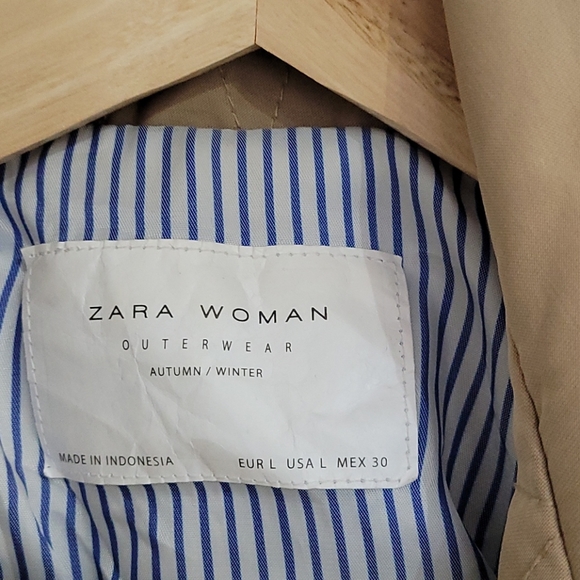 ZARA WOMAN
OUTERWEAR
AUTUMN / WINTER
MADE IN INDONESIA EUR L USA L MEX 30